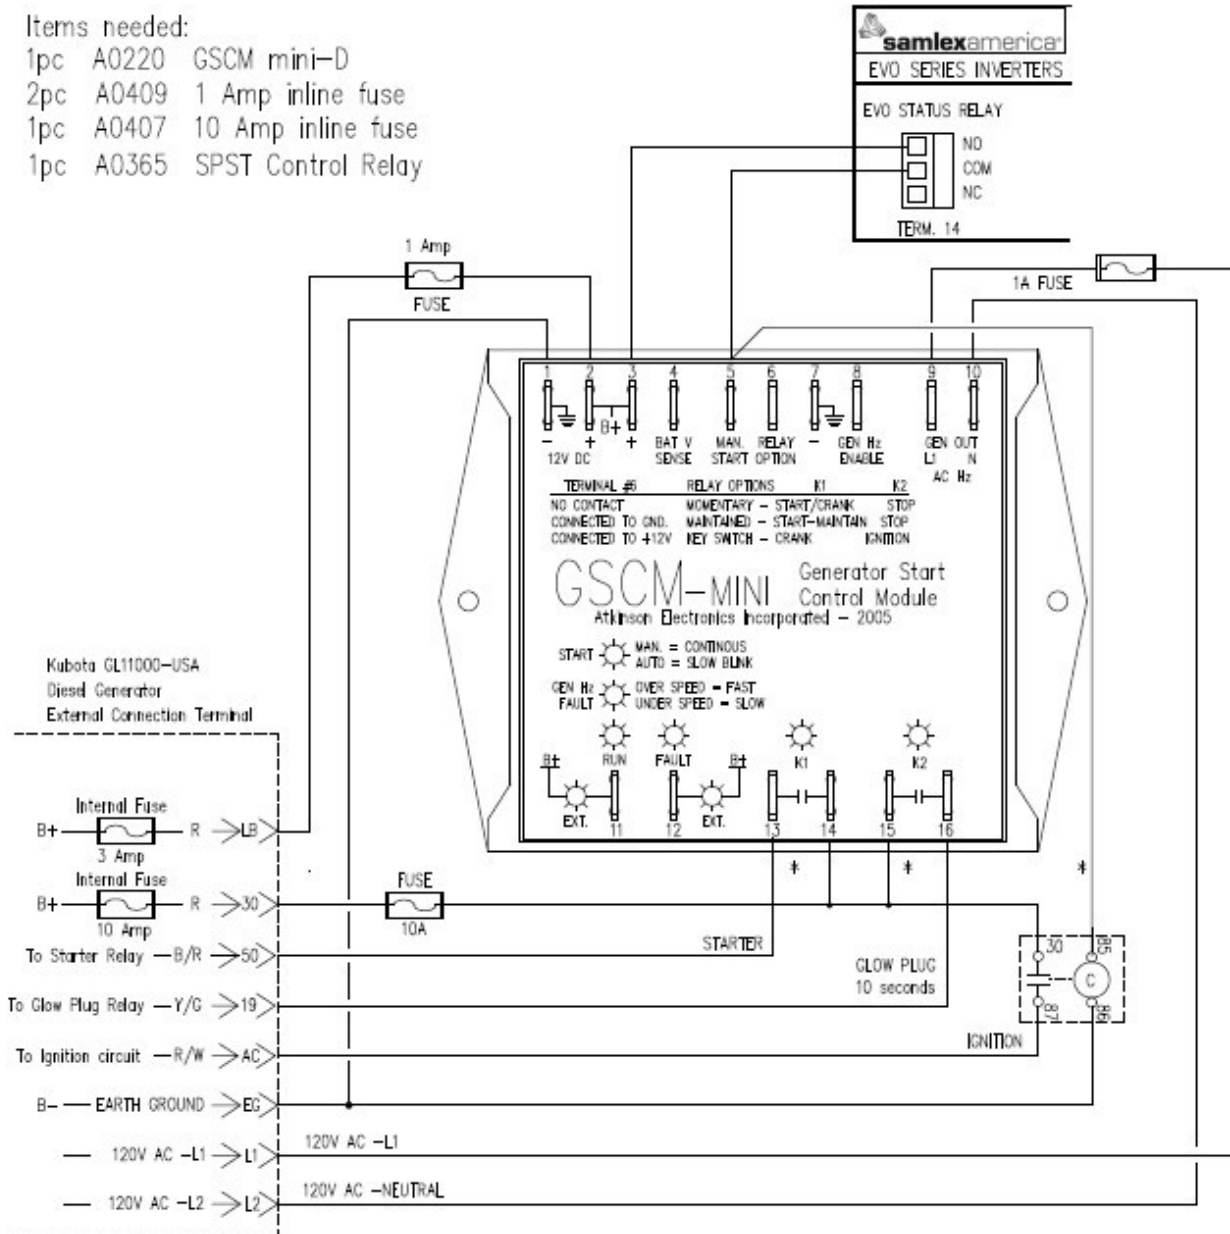 Items needed:
1pc A0220 GSCM mini-D
2pc A0409 1 Amp inline fuse
1pc A0407 10 Amp inline fuse
1pc A0365 SPST Control Relay
samlexamerica
EVO SERIES INVERTERS
EVO STATUS RELAY
NO
COM
NC
TERM. 14
1 Amp
FUSE
1A FUSE
1 2 3 4 5 6 7 8 9 10
B+
- + + BAT V MAN. RELAY - GEN Hz GEN OUT
12V DC SENSE START OPTION ENABLE L1 N
AC Hz
TERMINAL #6 RELAY OPTIONS K1 K2
NO CONTACT MOMENTARY - START/CRANK STOP
CONNECTED TO GND. MAINTAINED - START-MAINTAIN STOP
CONNECTED TO +12V KEY SWITCH - CRANK IGNITION
GSCM-MINI Generator Start
Control Module
Atkinson Electronics Incorporated - 2005
START MAN. = CONTINOUS
AUTO = SLOW BLINK
GEN Hz OVER SPEED = FAST
FAULT UNDER SPEED = SLOW
B+ RUN FAULT B+ K1 K2
EXT. 11 12 EXT. 13 14 15 16
* * *
Kubota GL11000-USA
Diesel Generator
External Connection Terminal
Internal Fuse
B+ R LB
3 Amp
Internal Fuse
B+ R 30
10 Amp
FUSE
10A
To Starter Relay B/R 50
STARTER
GLOW PLUG
10 seconds
To Glow Plug Relay Y/G 19
30 85
C
87 86
IGNITION
To Ignition circuit R/W AC
B- EARTH GROUND EG
120V AC -L1 L1
120V AC -L1
120V AC -L2 L2
120V AC -NEUTRAL